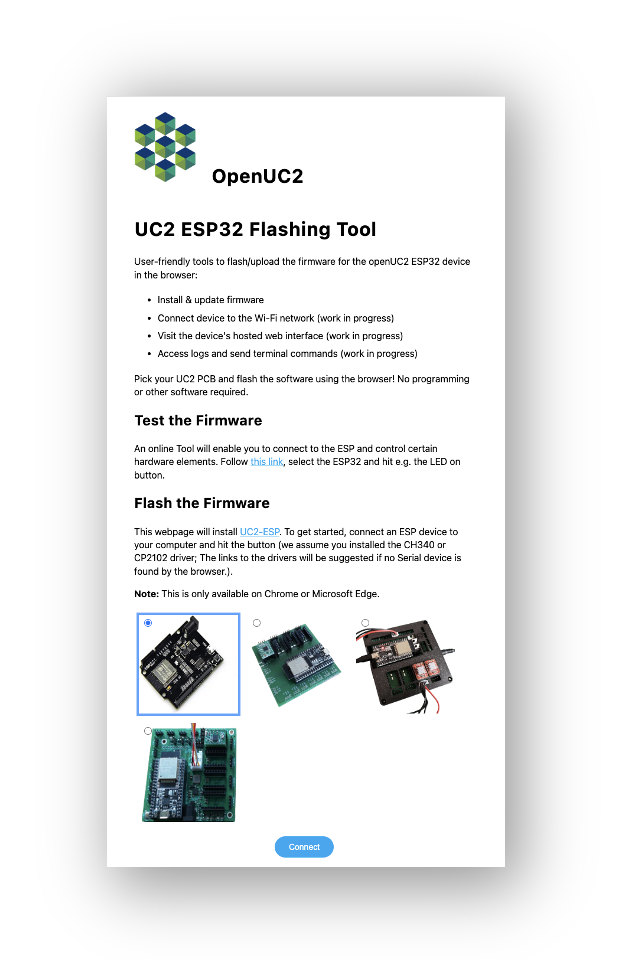 OpenUC2
UC2 ESP32 Flashing Tool
User-friendly tools to flash/upload the firmware for the openUC2 ESP32 device
in the browser:
• Install & update firmware
• Connect device to the Wi-Fi network (work in progress)
• Visit the device's hosted web interface (work in progress)
• Access logs and send terminal commands (work in progress)
Pick your UC2 PCB and flash the software using the browser! No programming
or other software required.
Test the Firmware
An online Tool will enable you to connect to the ESP and control certain
hardware elements. Follow this link, select the ESP32 and hit e.g. the LED on
button.
Flash the Firmware
This webpage will install UC2-ESP. To get started, connect an ESP device to
your computer and hit the button (we assume you installed the CH340 or
CP2102 driver; The links to the drivers will be suggested if no Serial device is
found by the browser.).
Note: This is only available on Chrome or Microsoft Edge.
Connect